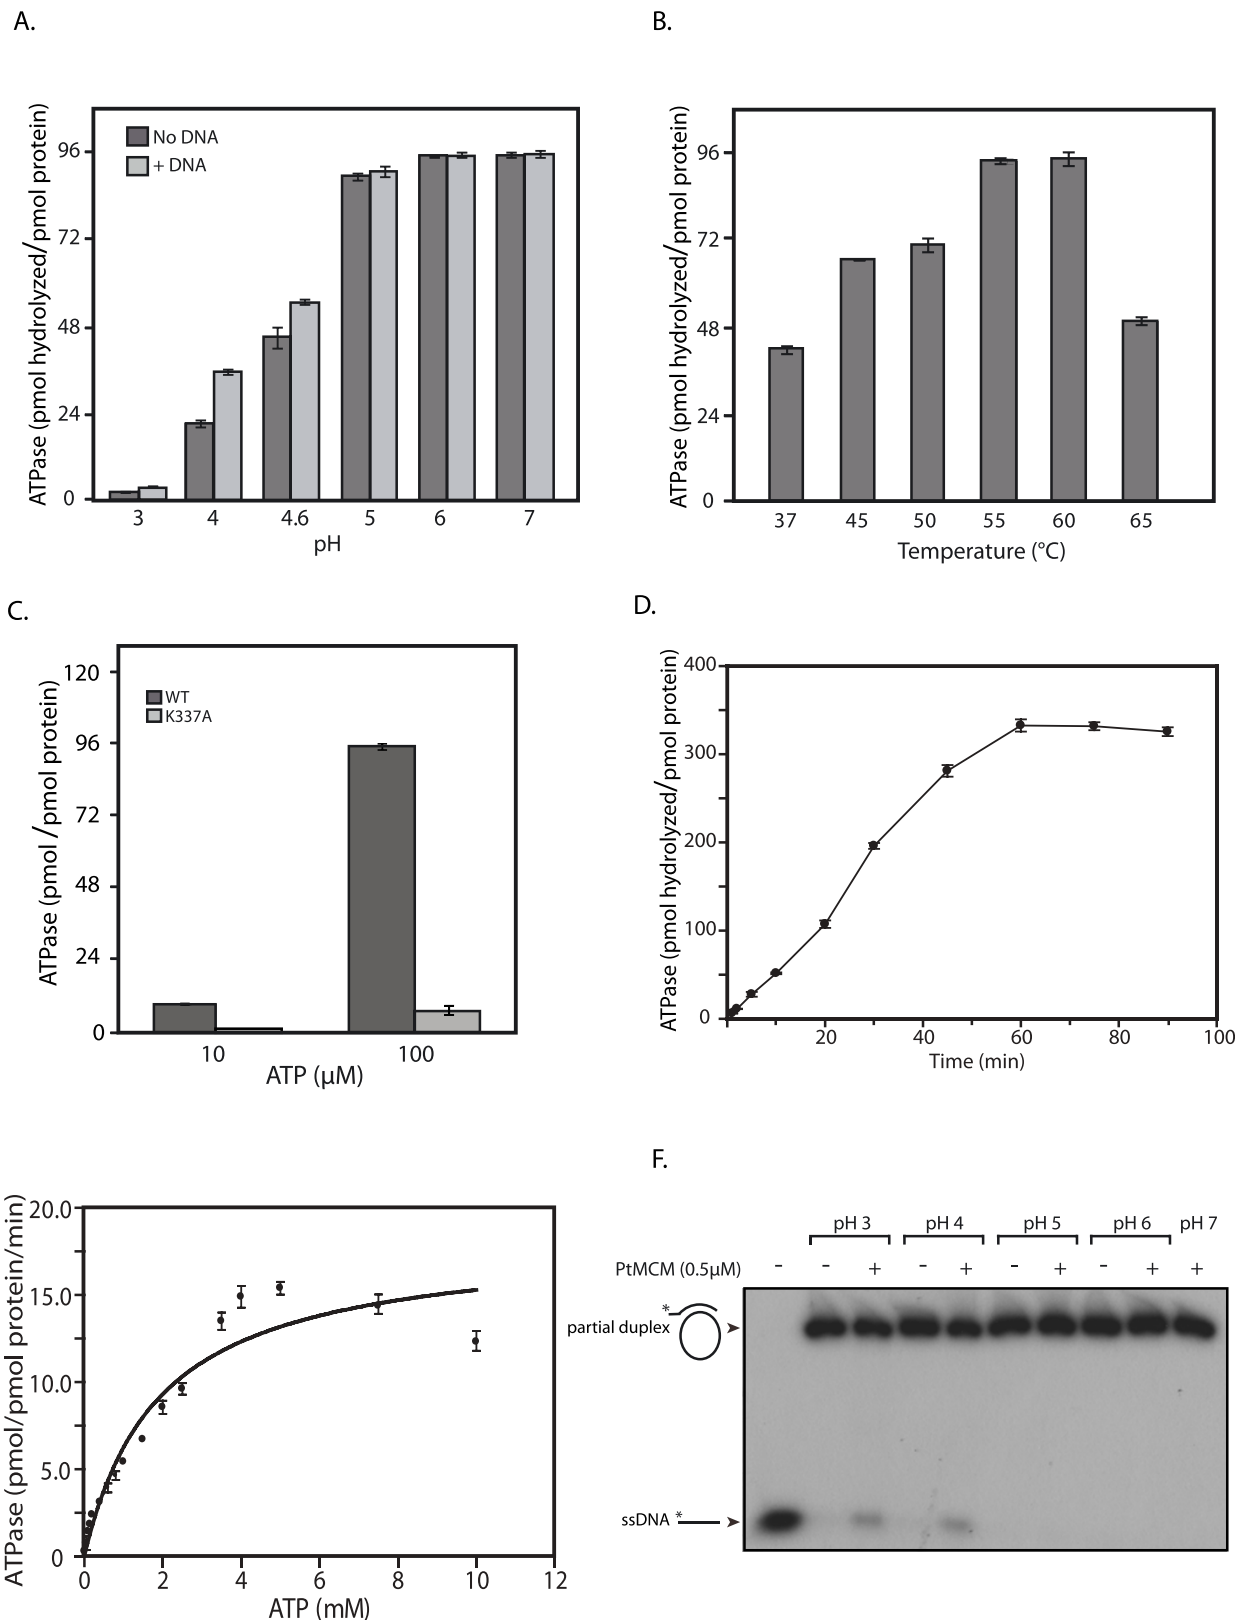 A.
ATPase (pmol hydrolyzed/pmol protein)
96
72
48
24
0
No DNA
+ DNA
3 4 4.6 5 6 7
pH
B.
ATPase (pmol hydrolyzed/pmol protein)
96
72
48
24
0
37 45 50 55 60 65
Temperature (°C)
C.
ATPase (pmol /pmol protein)
120
96
72
48
24
0
WT
K337A
10 100
ATP (µM)
D.
ATPase (pmol hydrolyzed/pmol protein)
400
300
200
100
0
20 40 60 80 100
Time (min)
ATPase (pmol/pmol protein/min)
20.0
15.0
10.0
5.0
0
0 2 4 6 8 10 12
ATP (mM)
F.
pH 3 pH 4 pH 5 pH 6 pH 7
PtMCM (0.5µM) - - + - + - + - + +
*
partial duplex
ssDNA *